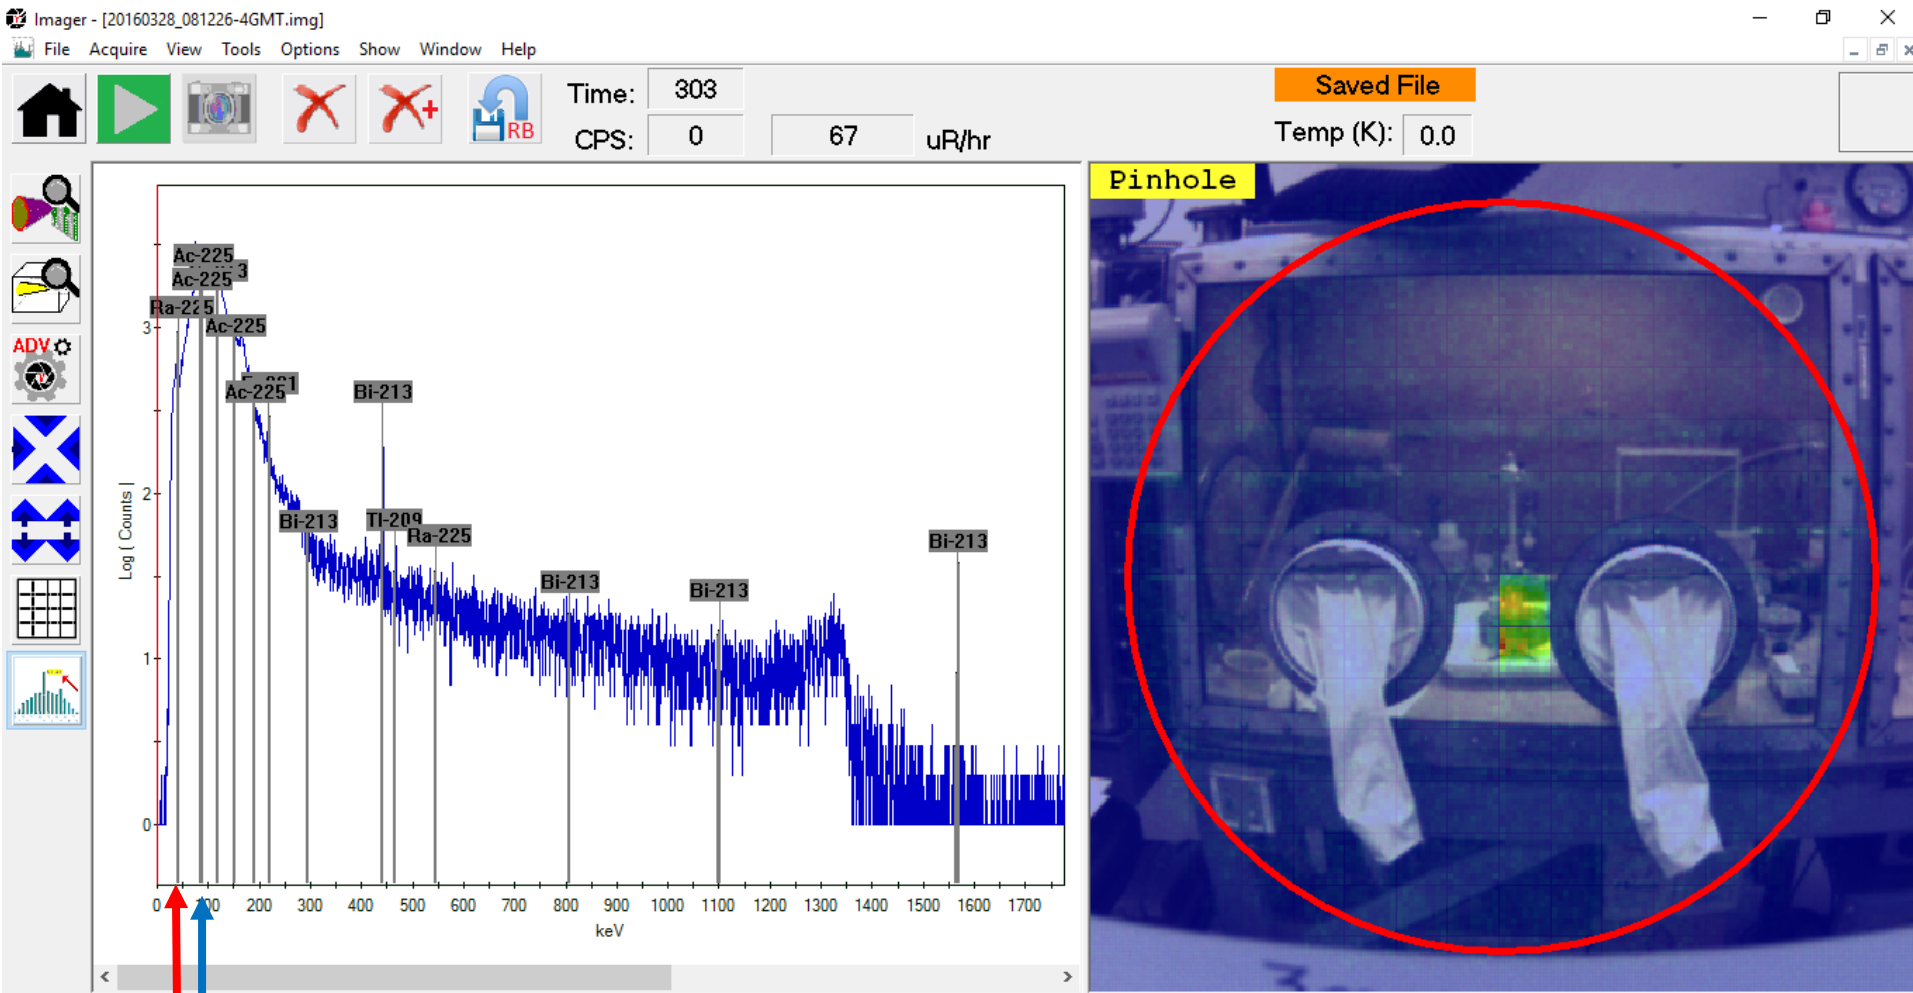 Imager - [20160328_081226-4GMT.img]
File Acquire View Tools Options Show Window Help
Time: 303
CPS: 0 67 uR/hr
RB
Saved File
Temp (K): 0.0
ADV
Pinhole
Ac-225
Ac-225
Ra-225
Ac-225
Ac-225
Bi-213
Bi-213
Tl-209
Ra-225
Bi-213
Bi-213
Bi-213
3
2
1
0
Log ( Counts )
0 200 300 400 500 600 700 800 900 1000 1100 1200 1300 1400 1500 1600 1700
keV